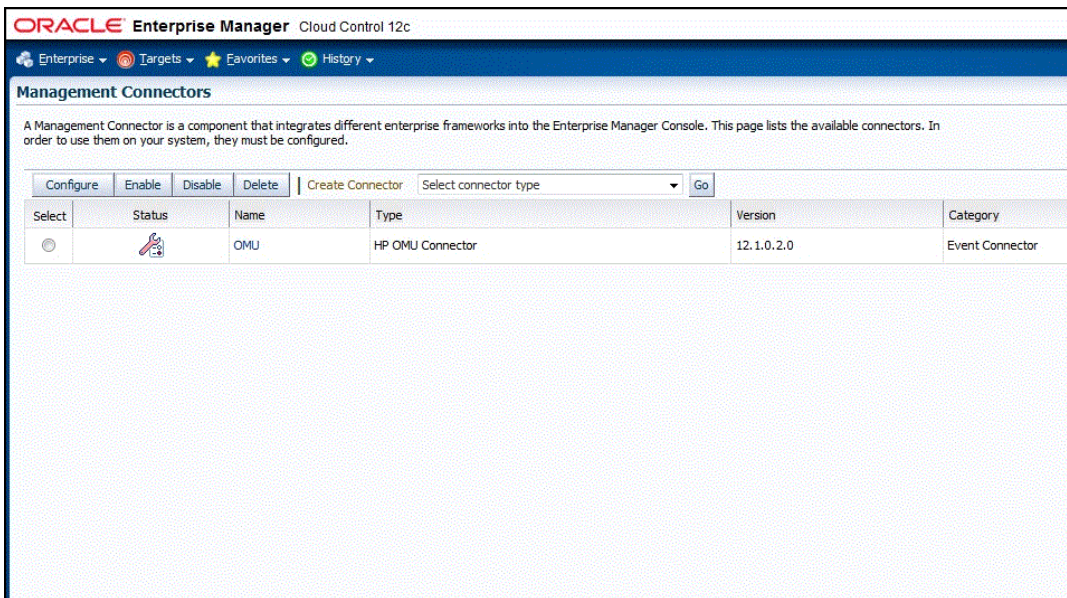 ORACLE Enterprise Manager Cloud Control 12c
Enterprise Targets Favorites History
Management Connectors
A Management Connector is a component that integrates different enterprise frameworks into the Enterprise Manager Console. This page lists the available connectors. In
order to use them on your system, they must be configured.
Configure Enable Disable Delete Create Connector Select connector type Go
Select Status Name Type Version Category
OMU HP OMU Connector 12.1.0.2.0 Event Connector